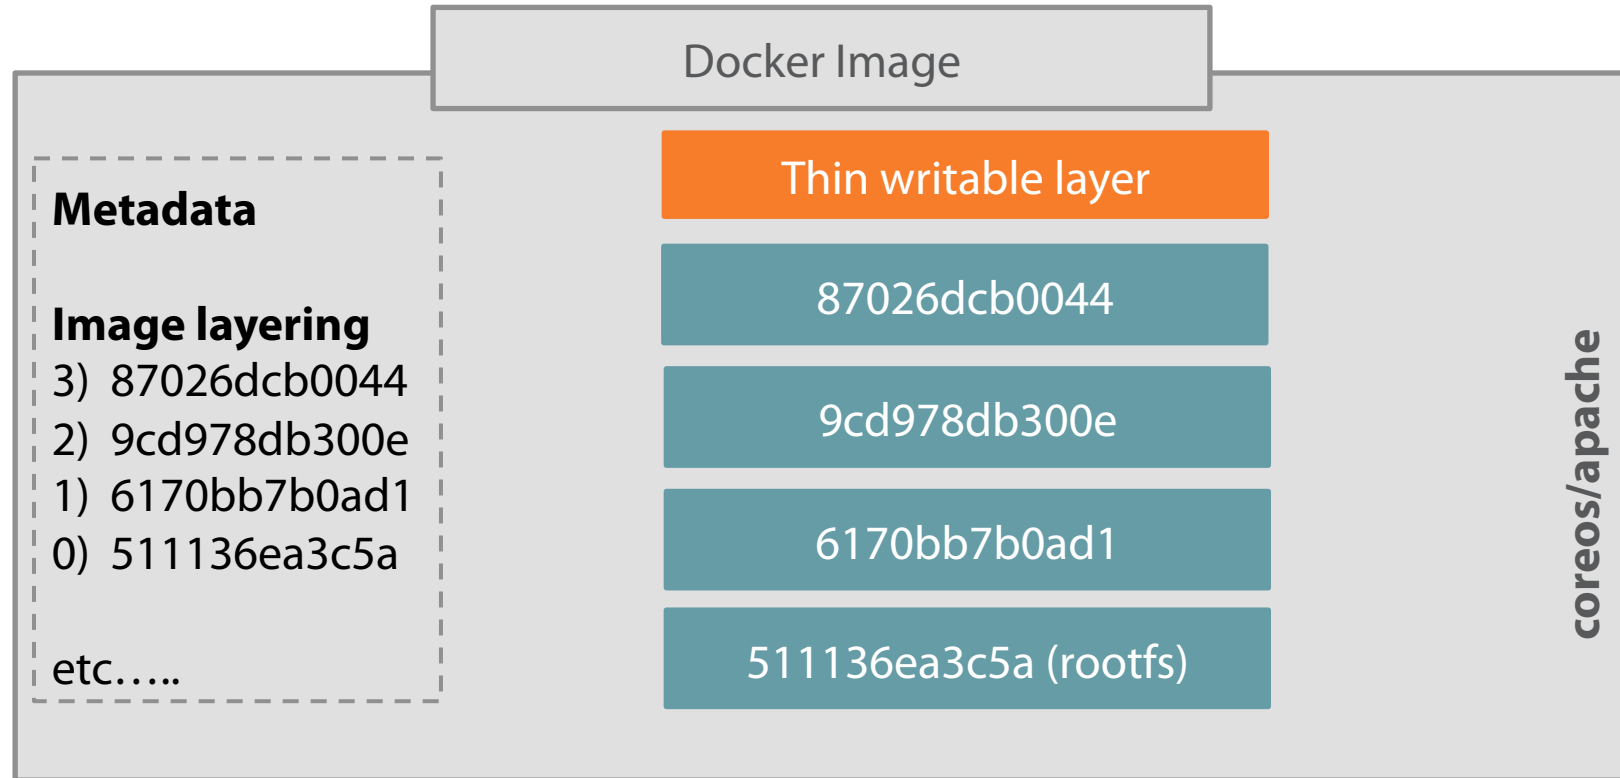 Docker Image
Metadata
Image layering
3) 87026dcb0044
2) 9cd978db300e
1) 6170bb7b0ad1
0) 511136ea3c5a
etc.....
Thin writable layer
87026dcb0044
9cd978db300e
6170bb7b0ad1
511136ea3c5a (rootfs)
coreos/apache